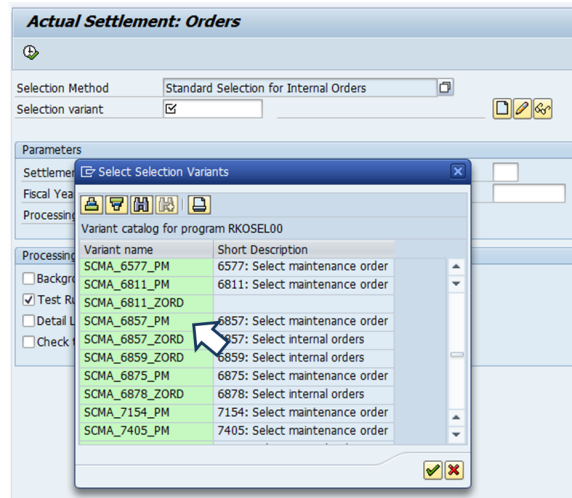 Actual Settlement: Orders
Selection Method Standard Selection for Internal Orders
Selection variant
Parameters
Select Selection Variants
Settlemen
Fiscal Yea
Processing
Variant catalog for program RKOSEL00
Variant name Short Description
SCMA_6577_PM 6577: Select maintenance order
SCMA_6811_PM 6811: Select maintenance order
SCMA_6811_ZORD
SCMA_6857_PM 6857: Select maintenance order
SCMA_6857_ZORD 857: Select internal orders
SCMA_6859_ZORD 6859: Select internal orders
SCMA_6875_PM 6875: Select maintenance order
SCMA_6878_ZORD 6878: Select internal orders
SCMA_7154_PM 7154: Select maintenance order
SCMA_7405_PM 7405: Select maintenance order
Processing
Backgro
Test Ru
Detail L
Check t